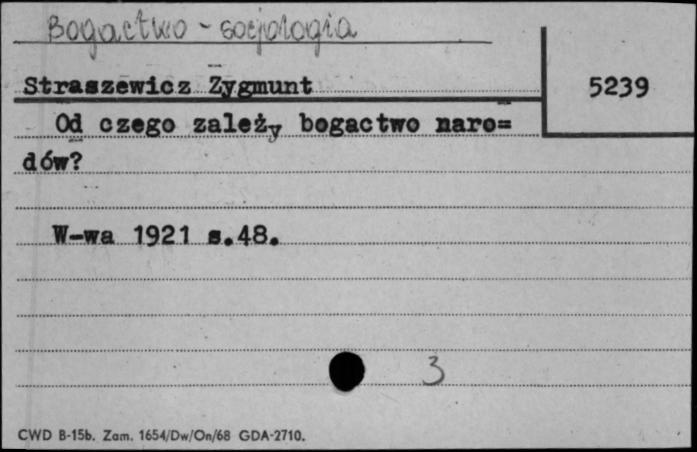 Bogactwo - socjologia
Straszewicz Zygmunt
5239
Od czego zależy bogactwo naro=
dów?
W-wa 1921 s.48.
3
CWD B-15b. Zam. 1654/Dw/On/68 GDA-2710.